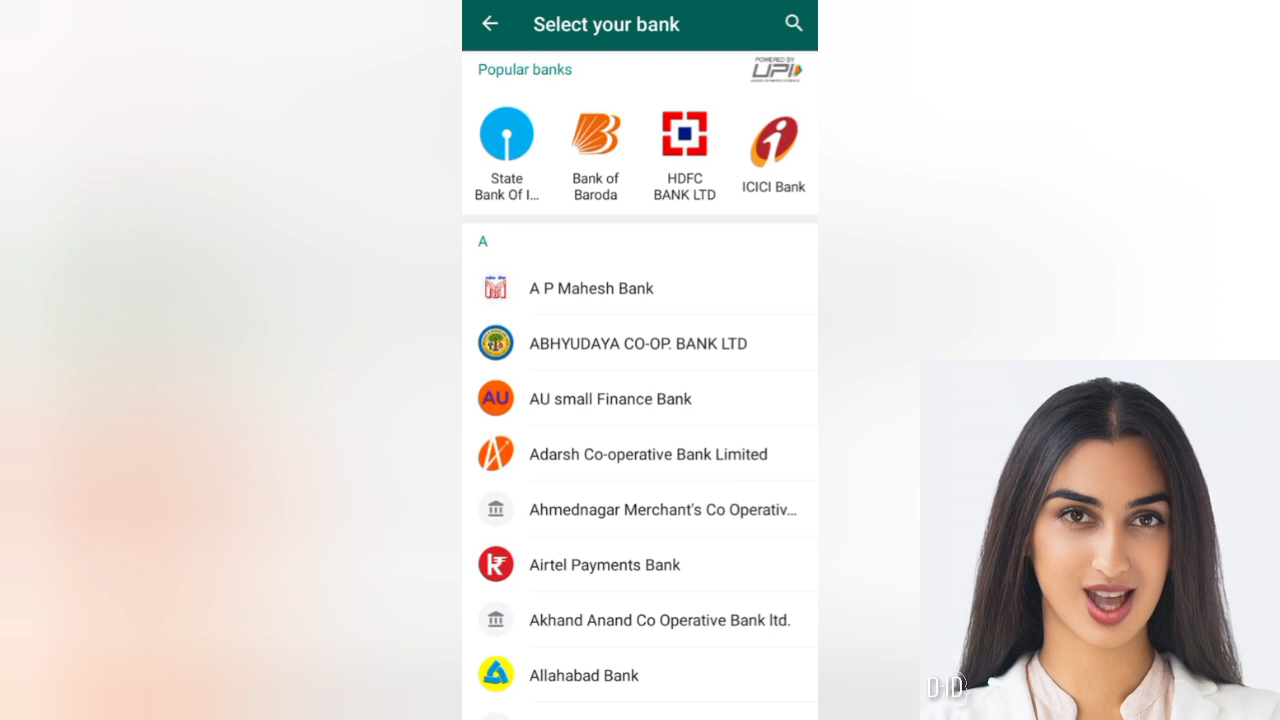 Select your bank
Popular banks
POWERED BY
UPI
State
Bank Of I...
Bank of
Baroda
HDFC
BANK LTD
ICICI Bank
A
A P Mahesh Bank
ABHYUDAYA CO-OP. BANK LTD
AU
AU small Finance Bank
Adarsh Co-operative Bank Limited
Ahmednagar Merchant's Co Operativ...
Airtel Payments Bank
Akhand Anand Co Operative Bank ltd.
Allahabad Bank
D-ID